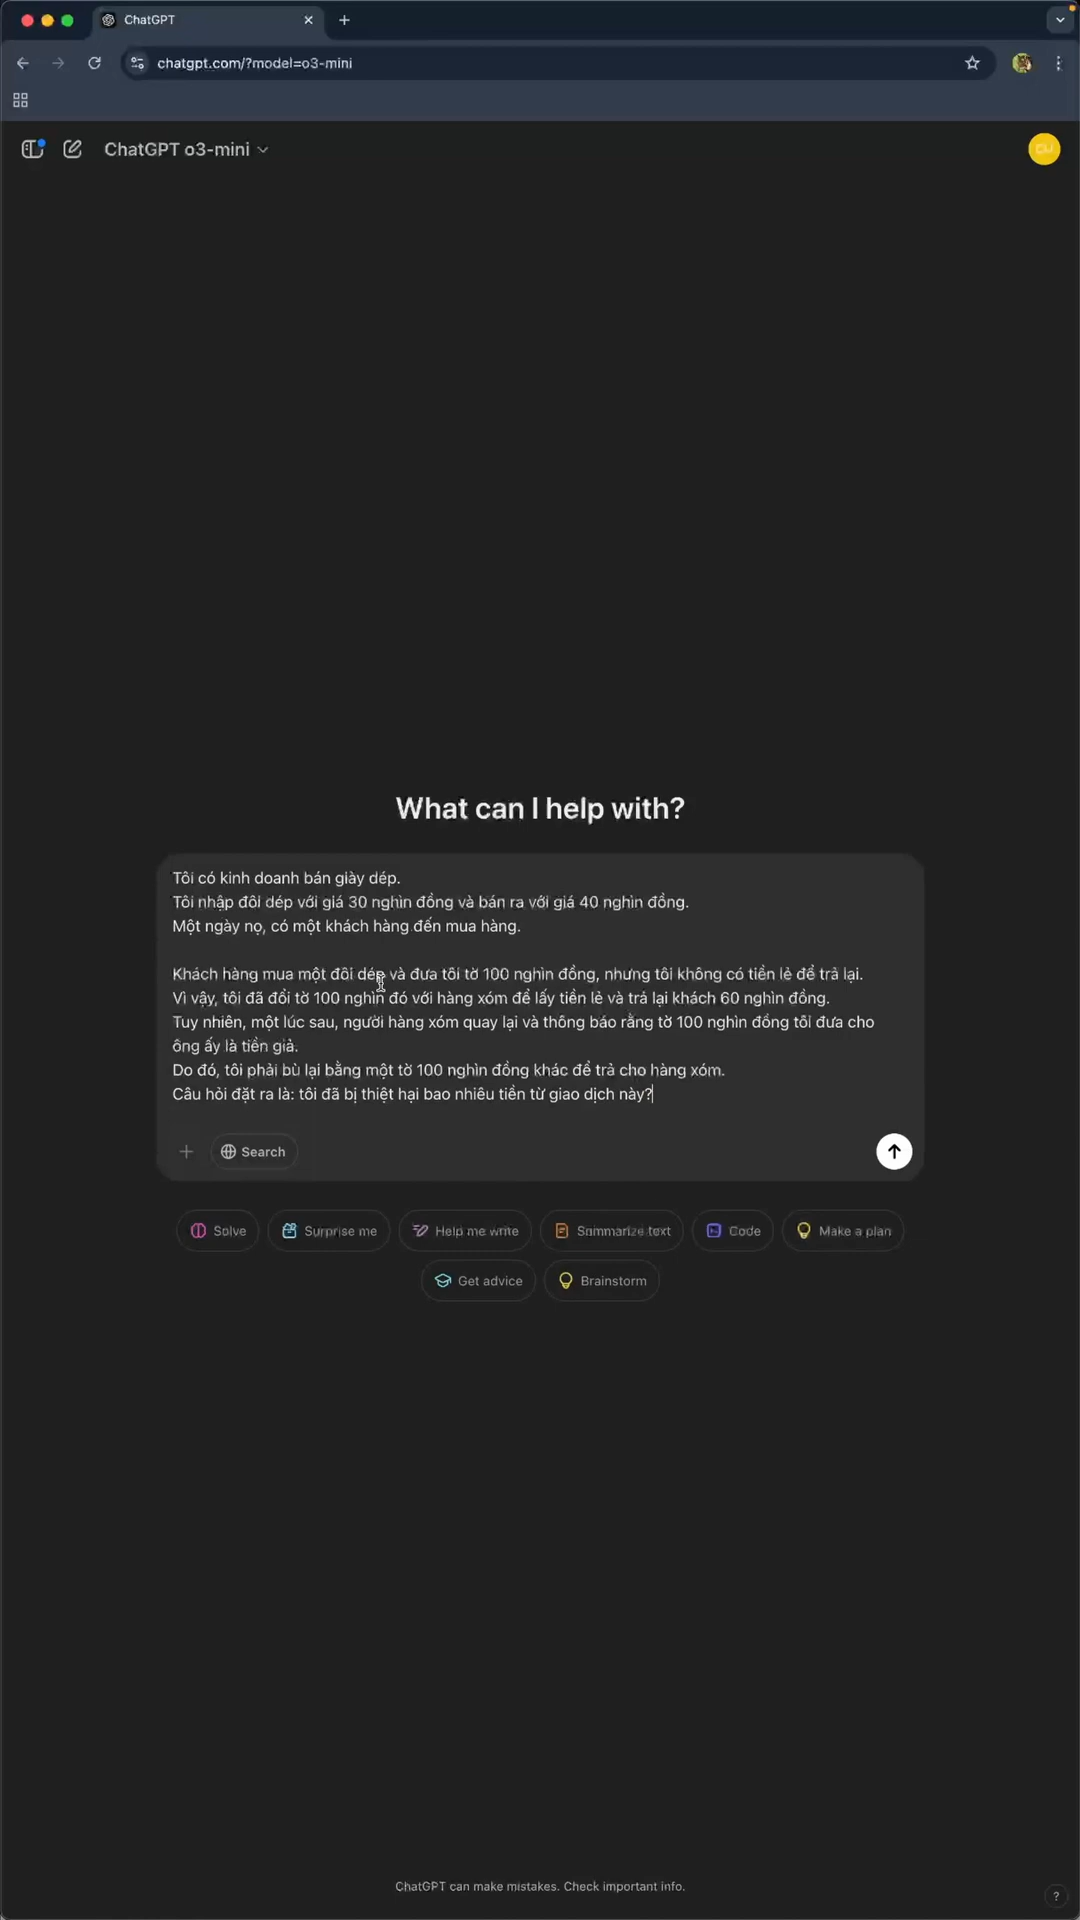 ChatGPT
chatgpt.com/?model=o3-mini
ChatGPT o3-mini
What can I help with?
Tôi có kinh doanh bán giày dép.
Tôi nhập đôi dép với giá 30 nghìn đồng và bán ra với giá 40 nghìn đồng.
Một ngày nọ, có một khách hàng đến mua hàng.
Khách hàng mua một đôi dép và đưa tôi tờ 100 nghìn đồng, nhưng tôi không có tiền lẻ để trả lại.
Vì vậy, tôi đã đổi tờ 100 nghìn đó với hàng xóm để lấy tiền lẻ và trả lại khách 60 nghìn đồng.
Tuy nhiên, một lúc sau, người hàng xóm quay lại và thông báo rằng tờ 100 nghìn đồng tôi đưa cho
ông ấy là tiền giả.
Do đó, tôi phải bù lại bằng một tờ 100 nghìn đồng khác để trả cho hàng xóm.
Câu hỏi đặt ra là: tôi đã bị thiệt hại bao nhiêu tiền từ giao dịch này?
Search
Solve
Surprise me
Help me write
Summarize text
Code
Make a plan
Get advice
Brainstorm
ChatGPT can make mistakes. Check important info.
?